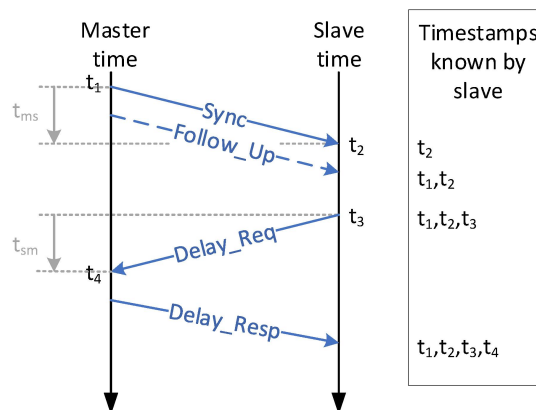 Master
time
Slave
time
Timestamps
known by
slave
t1
Sync
tms
t2
t2
Follow_Up
t1,t2
t3
t1,t2,t3
Delay_Req
tsm
t4
Delay_Resp
t1,t2,t3,t4